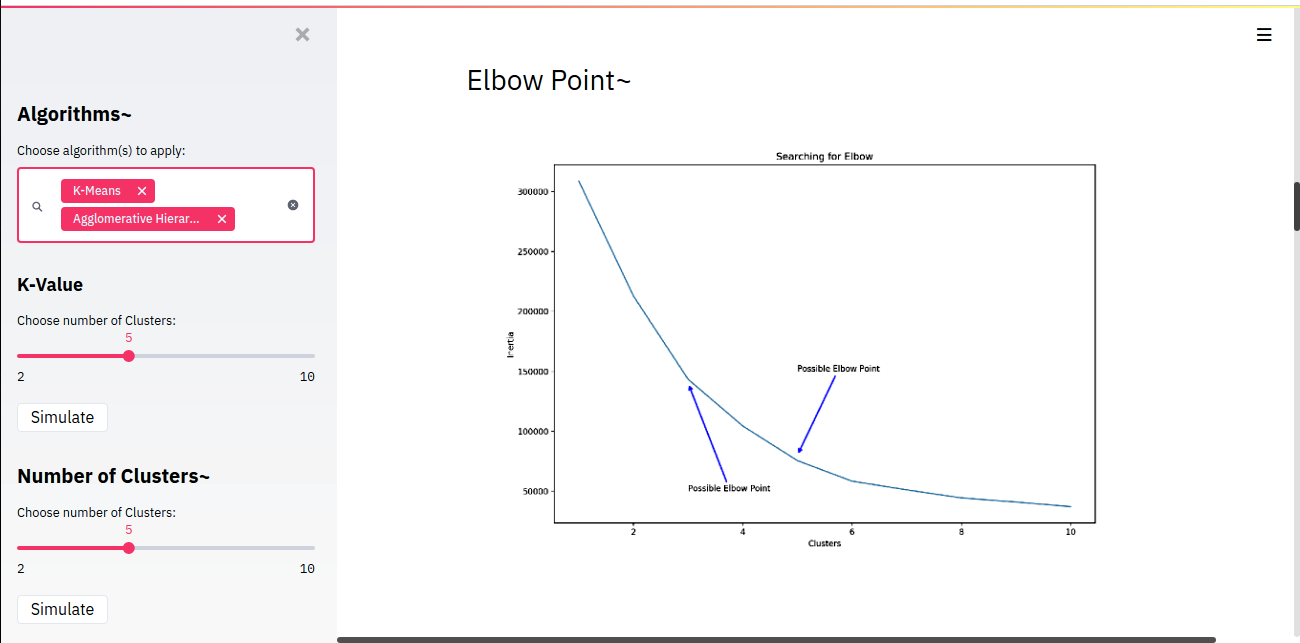 Algorithms~
Choose algorithm(s) to apply:
K-Means
Agglomerative Hierar...
K-Value
Choose number of Clusters:
5
2 10
Simulate
Number of Clusters~
Choose number of Clusters:
5
2 10
Simulate
Elbow Point~
Searching for Elbow
300000
250000
200000
150000
100000
50000
Inertia
Possible Elbow Point
Possible Elbow Point
2 4 6 8 10
Clusters